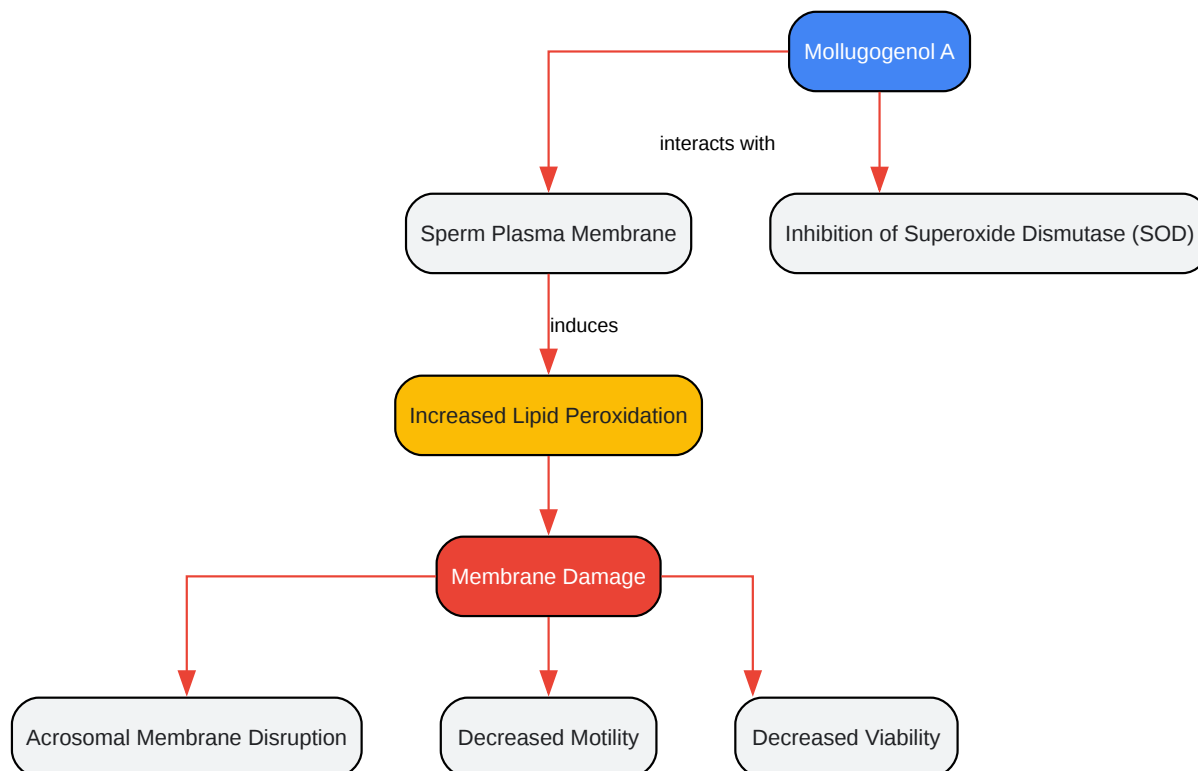 Mollugogenol A
interacts with
Sperm Plasma Membrane
Inhibition of Superoxide Dismutase (SOD)
induces
Increased Lipid Peroxidation
Membrane Damage
Acrosomal Membrane Disruption
Decreased Motility
Decreased Viability